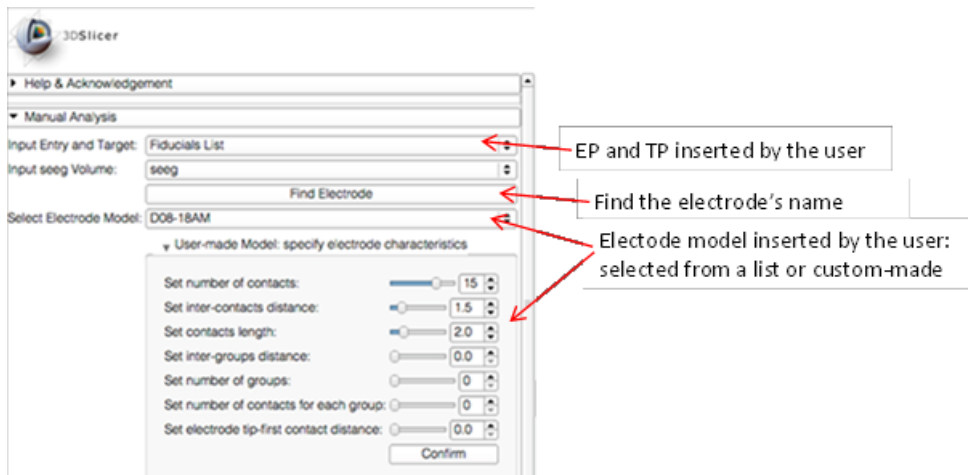 3DSlicer
Help & Acknowledgement
Manual Analysis
Input Entry and Target: Fiducials List
EP and TP inserted by the user
Input seeg Volume: seeg
Find Electrode
Find the electrode's name
Select Electrode Model: D08-18AM
Electode model inserted by the user:
selected from a list or custom-made
User-made Model: specify electrode characteristics
Set number of contacts: 15
Set inter-contacts distance: 1.5
Set contacts length: 2.0
Set inter-groups distance: 0.0
Set number of groups: 0
Set number of contacts for each group: 0
Set electrode tip-first contact distance: 0.0
Confirm